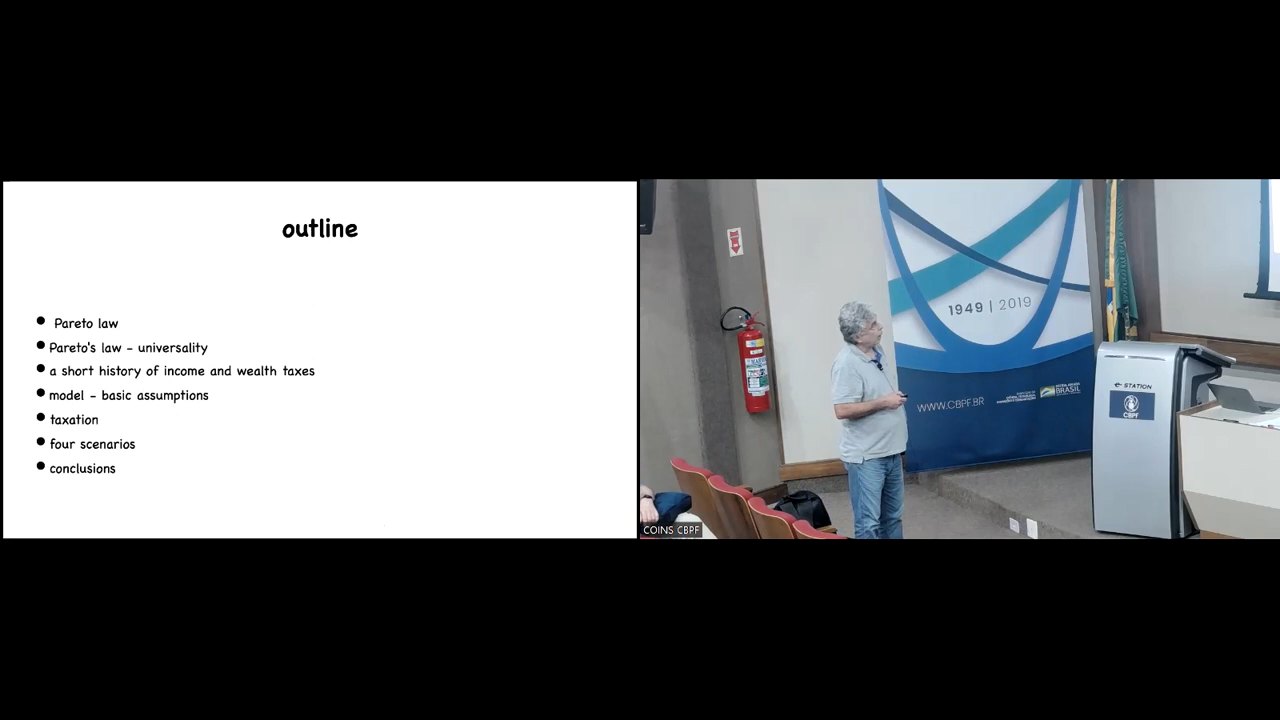 outline
Pareto law
Pareto's law - universality
a short history of income and wealth taxes
model - basic assumptions
taxation
four scenarios
conclusions
1949 | 2019
WWW.CBPF.BR
BRASIL
STATION
CBPF
COINS CBPF